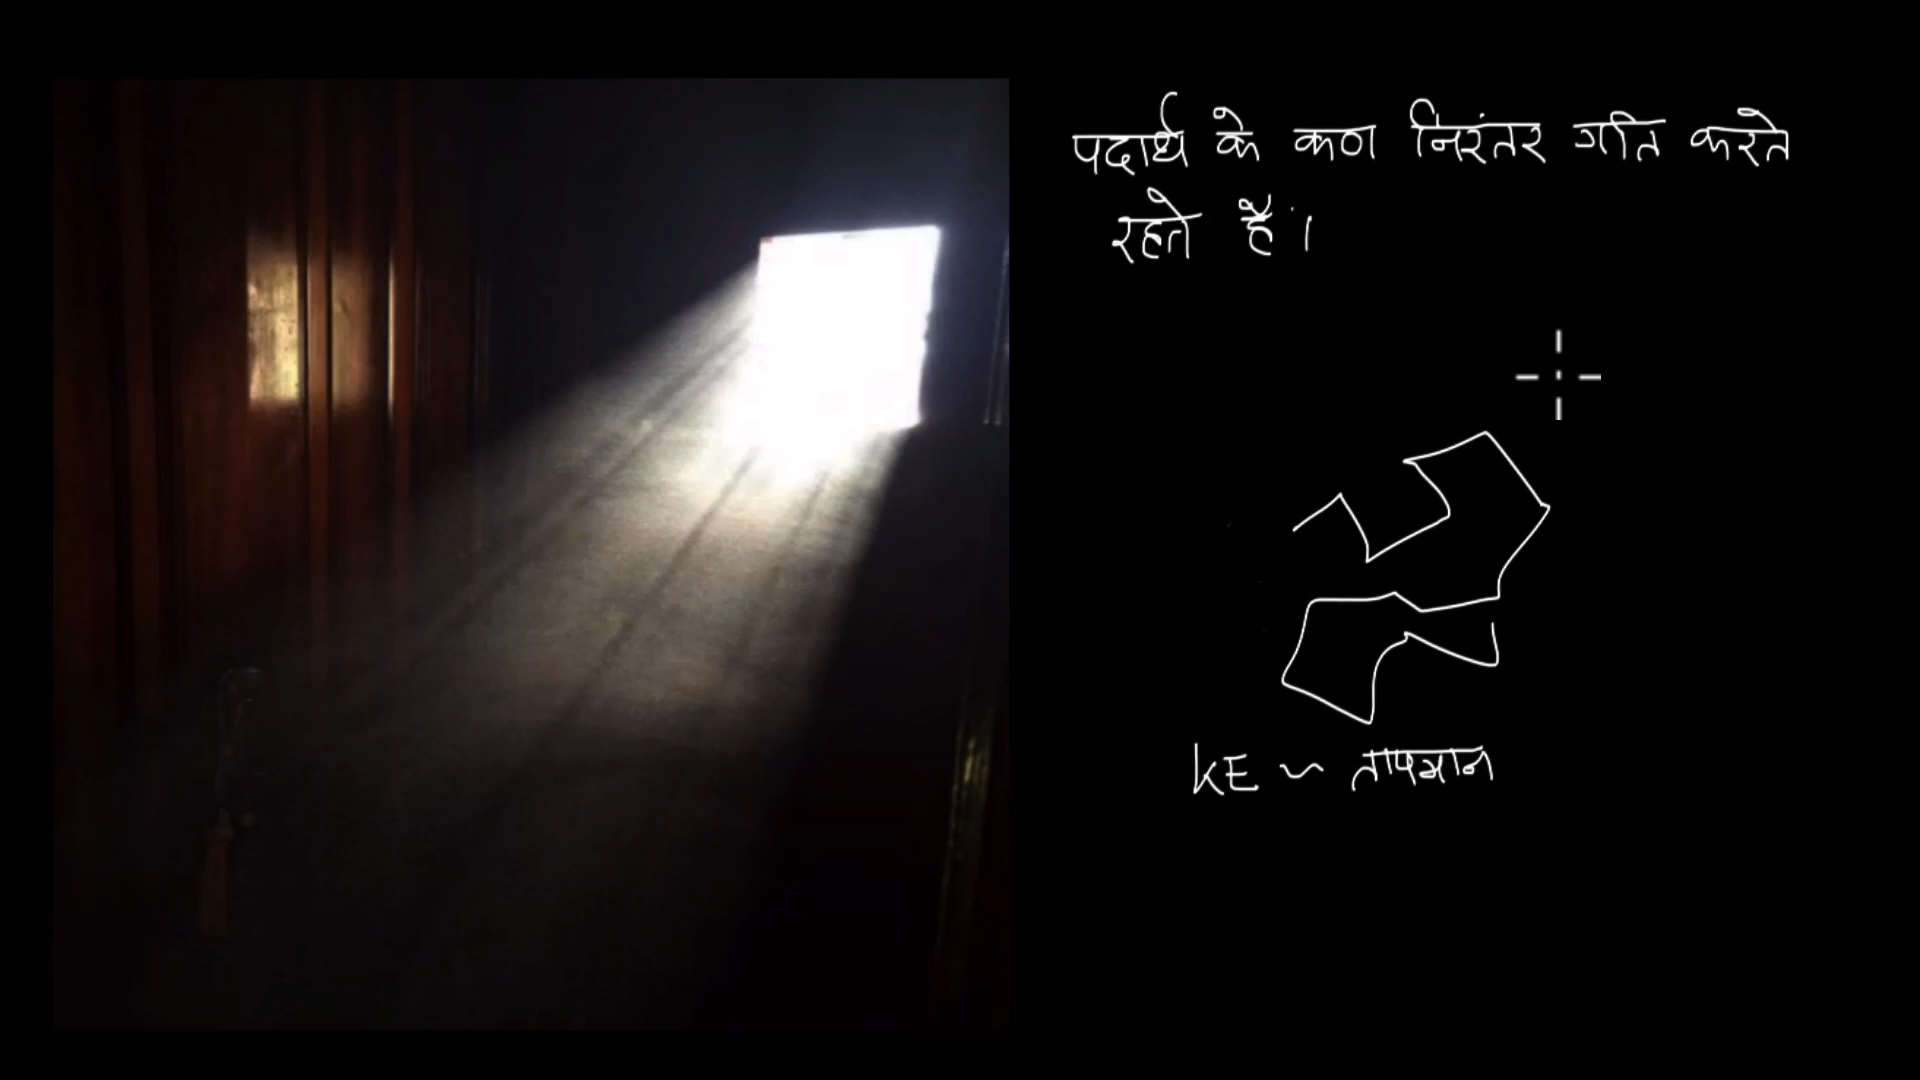 पदार्थ के कण निरंतर गति करते
रहते हैं।
KE ~ तापमान